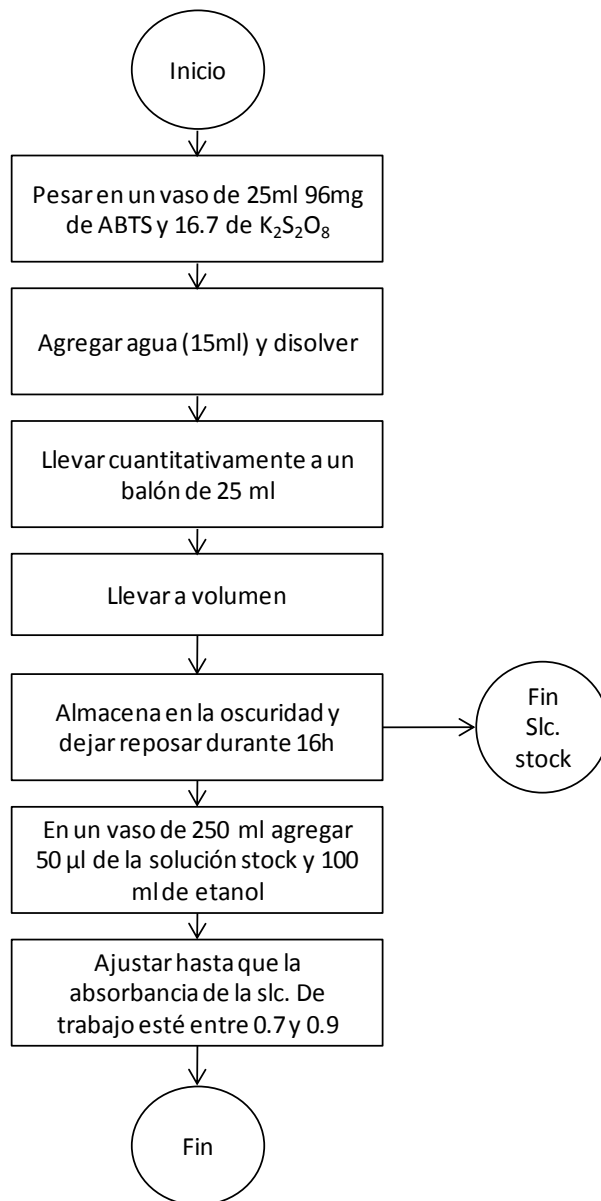 Inicio
Pesar en un vaso de 25ml 96mg
de ABTS y 16.7 de K₂S₂O₈
Agregar agua (15ml) y disolver
Llevar cuantitativamente a un
balón de 25 ml
Llevar a volumen
Almacena en la oscuridad y
dejar reposar durante 16h
Fin
Slc.
stock
En un vaso de 250 ml agregar
50 µl de la solución stock y 100
ml de etanol
Ajustar hasta que la
absorbancia de la slc. De
trabajo esté entre 0.7 y 0.9
Fin